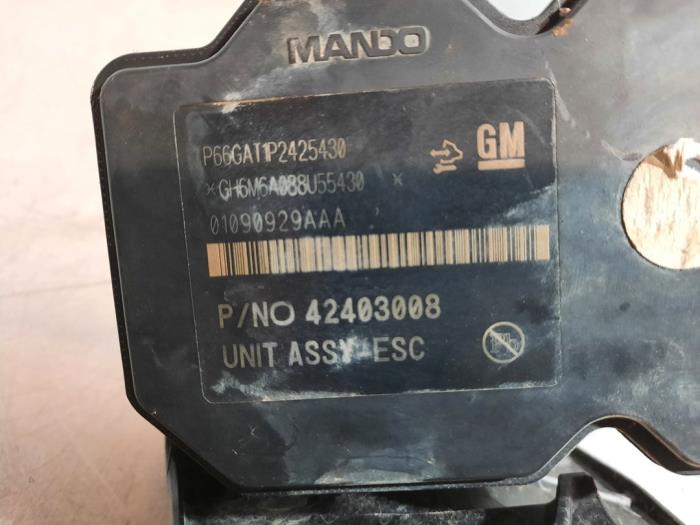 MANDO
P66GAT1P2425430
GM
×GH6M6A088U55430 ×
01090929AAA
P/NO 42403008
UNIT ASSY-ESC